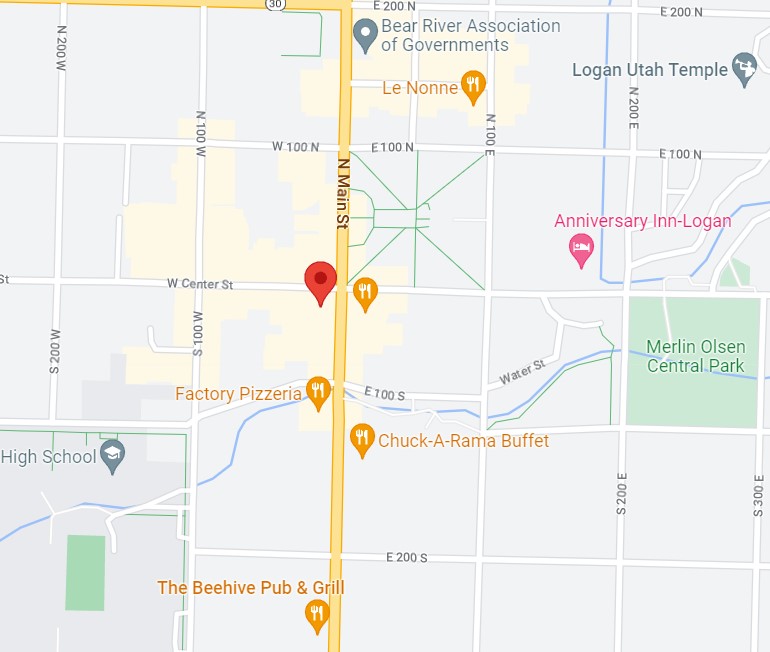 30
E 200 N
E 200 N
N 200 W
Bear River Association
of Governments
Logan Utah Temple
Le Nonne
N 200 E
N 100 W
N 100 E
W 100 N
E 100 N
E 100 N
N Main St
Anniversary Inn-Logan
St
W Center St
S 200 W
S 100 W
Merlin Olsen
Central Park
Water St
Factory Pizzeria
E 100 S
Chuck-A-Rama Buffet
High School
S 200 E
S 300 E
E 200 S
The Beehive Pub & Grill